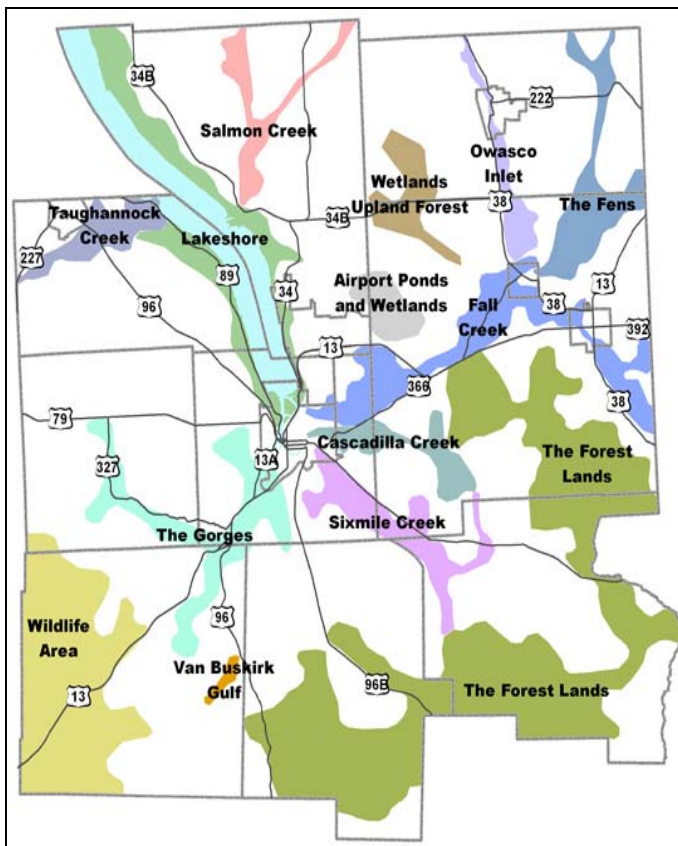 34B
Salmon Creek
222
Owasco
Inlet
Wetlands
Upland Forest
38
The Fens
Taughannock
Creek
34B
Lakeshore
227
89
34
Airport Ponds
and Wetlands
13
96
Fall
Creek
38
392
13
366
38
79
Cascadilla Creek
The Forest
Lands
13A
327
Sixmile Creek
The Gorges
96
Wildlife
Area
Van Buskirk
Gulf
96B
The Forest Lands
13